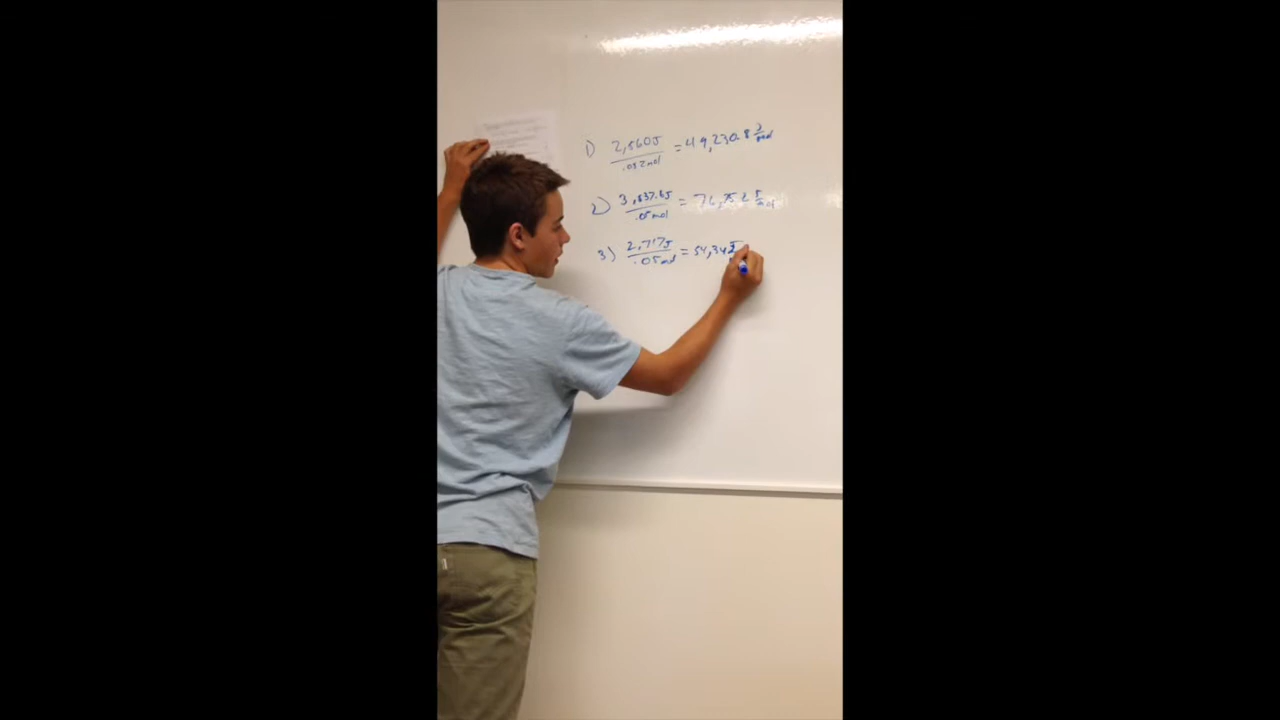 1) 2,560J / .052mol = 49,230.8 J/mol
2) 3,837.6J / .05mol = 76,752 J/mol
3) 2,717J / .05mol = 54,34 J